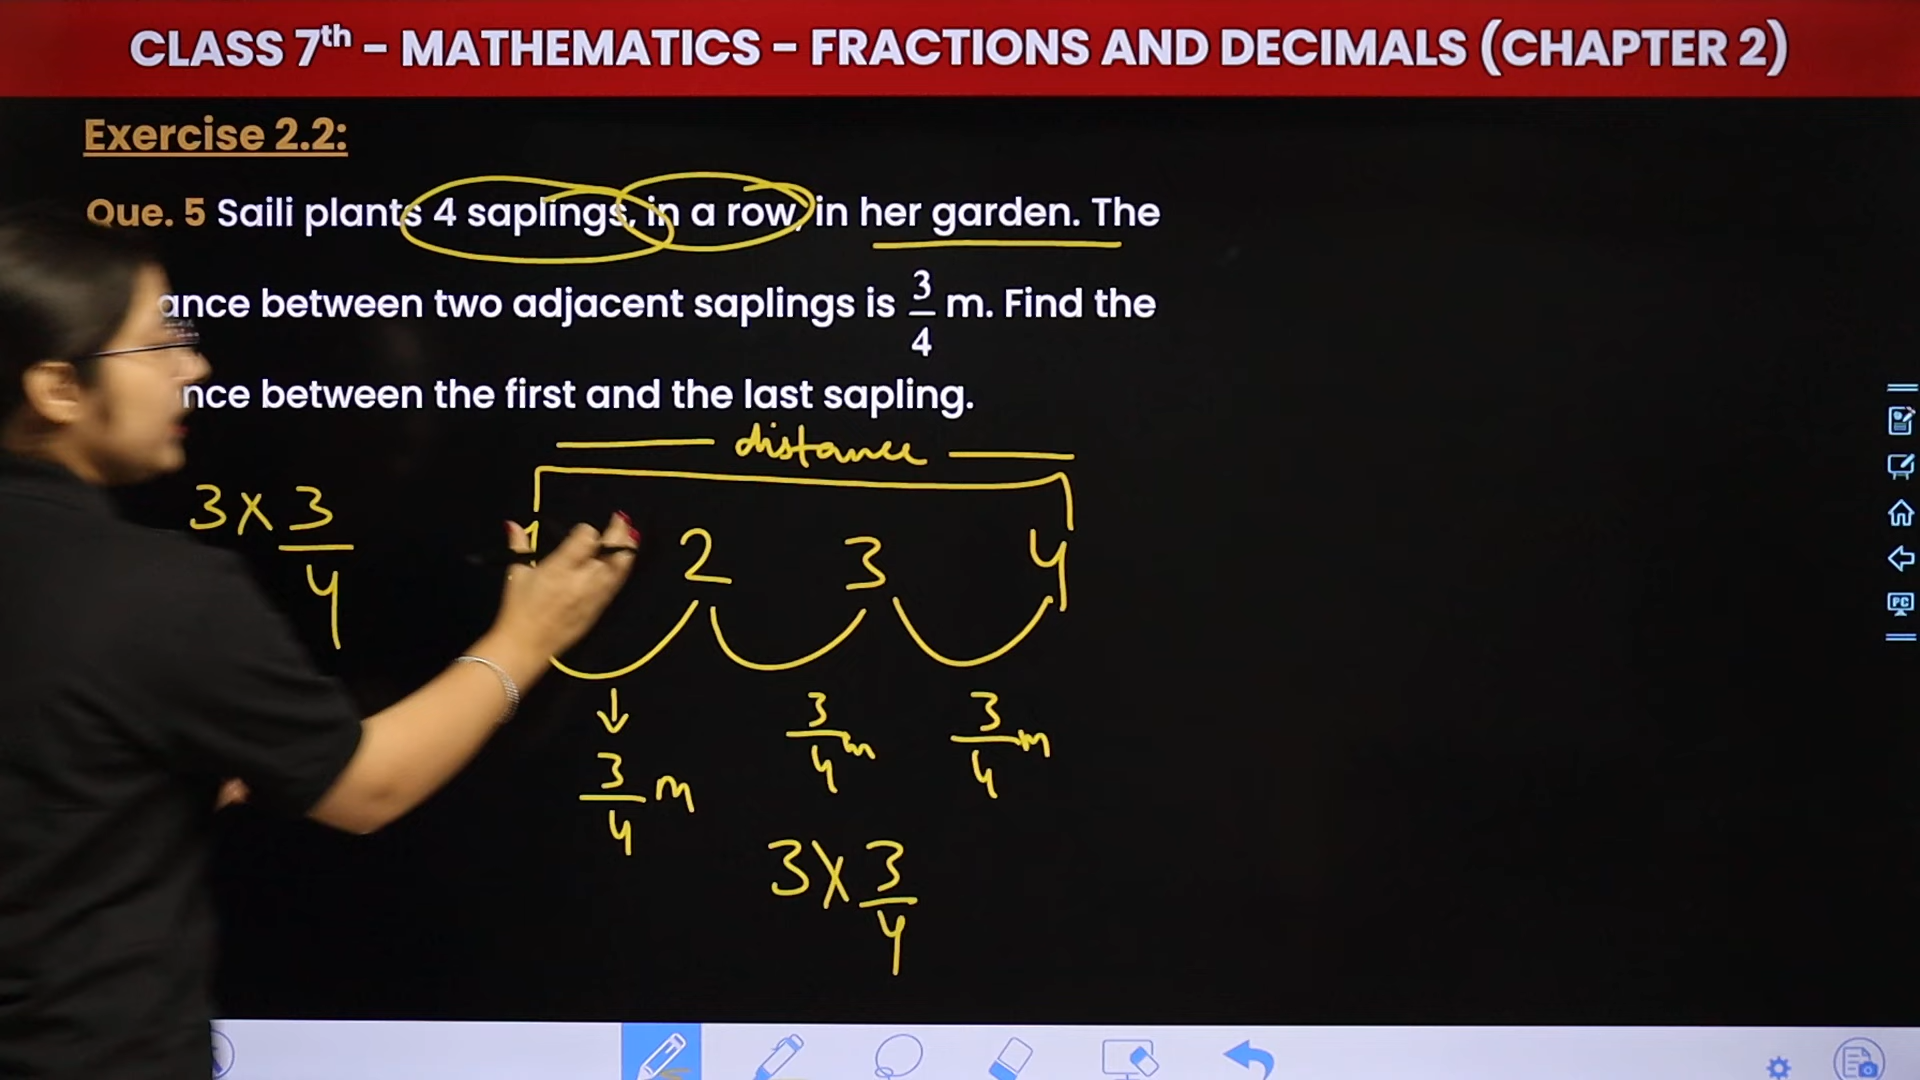 CLASS 7th – MATHEMATICS – FRACTIONS AND DECIMALS (CHAPTER 2)
Exercise 2.2:
Que. 5 Saili plants 4 saplings, in a row, in her garden. The
ance between two adjacent saplings is 3/4 m. Find the
nce between the first and the last sapling.
distance
3 × 3/4
1 2 3 4
3/4 m 3/4 m 3/4 m
3 × 3/4
PC